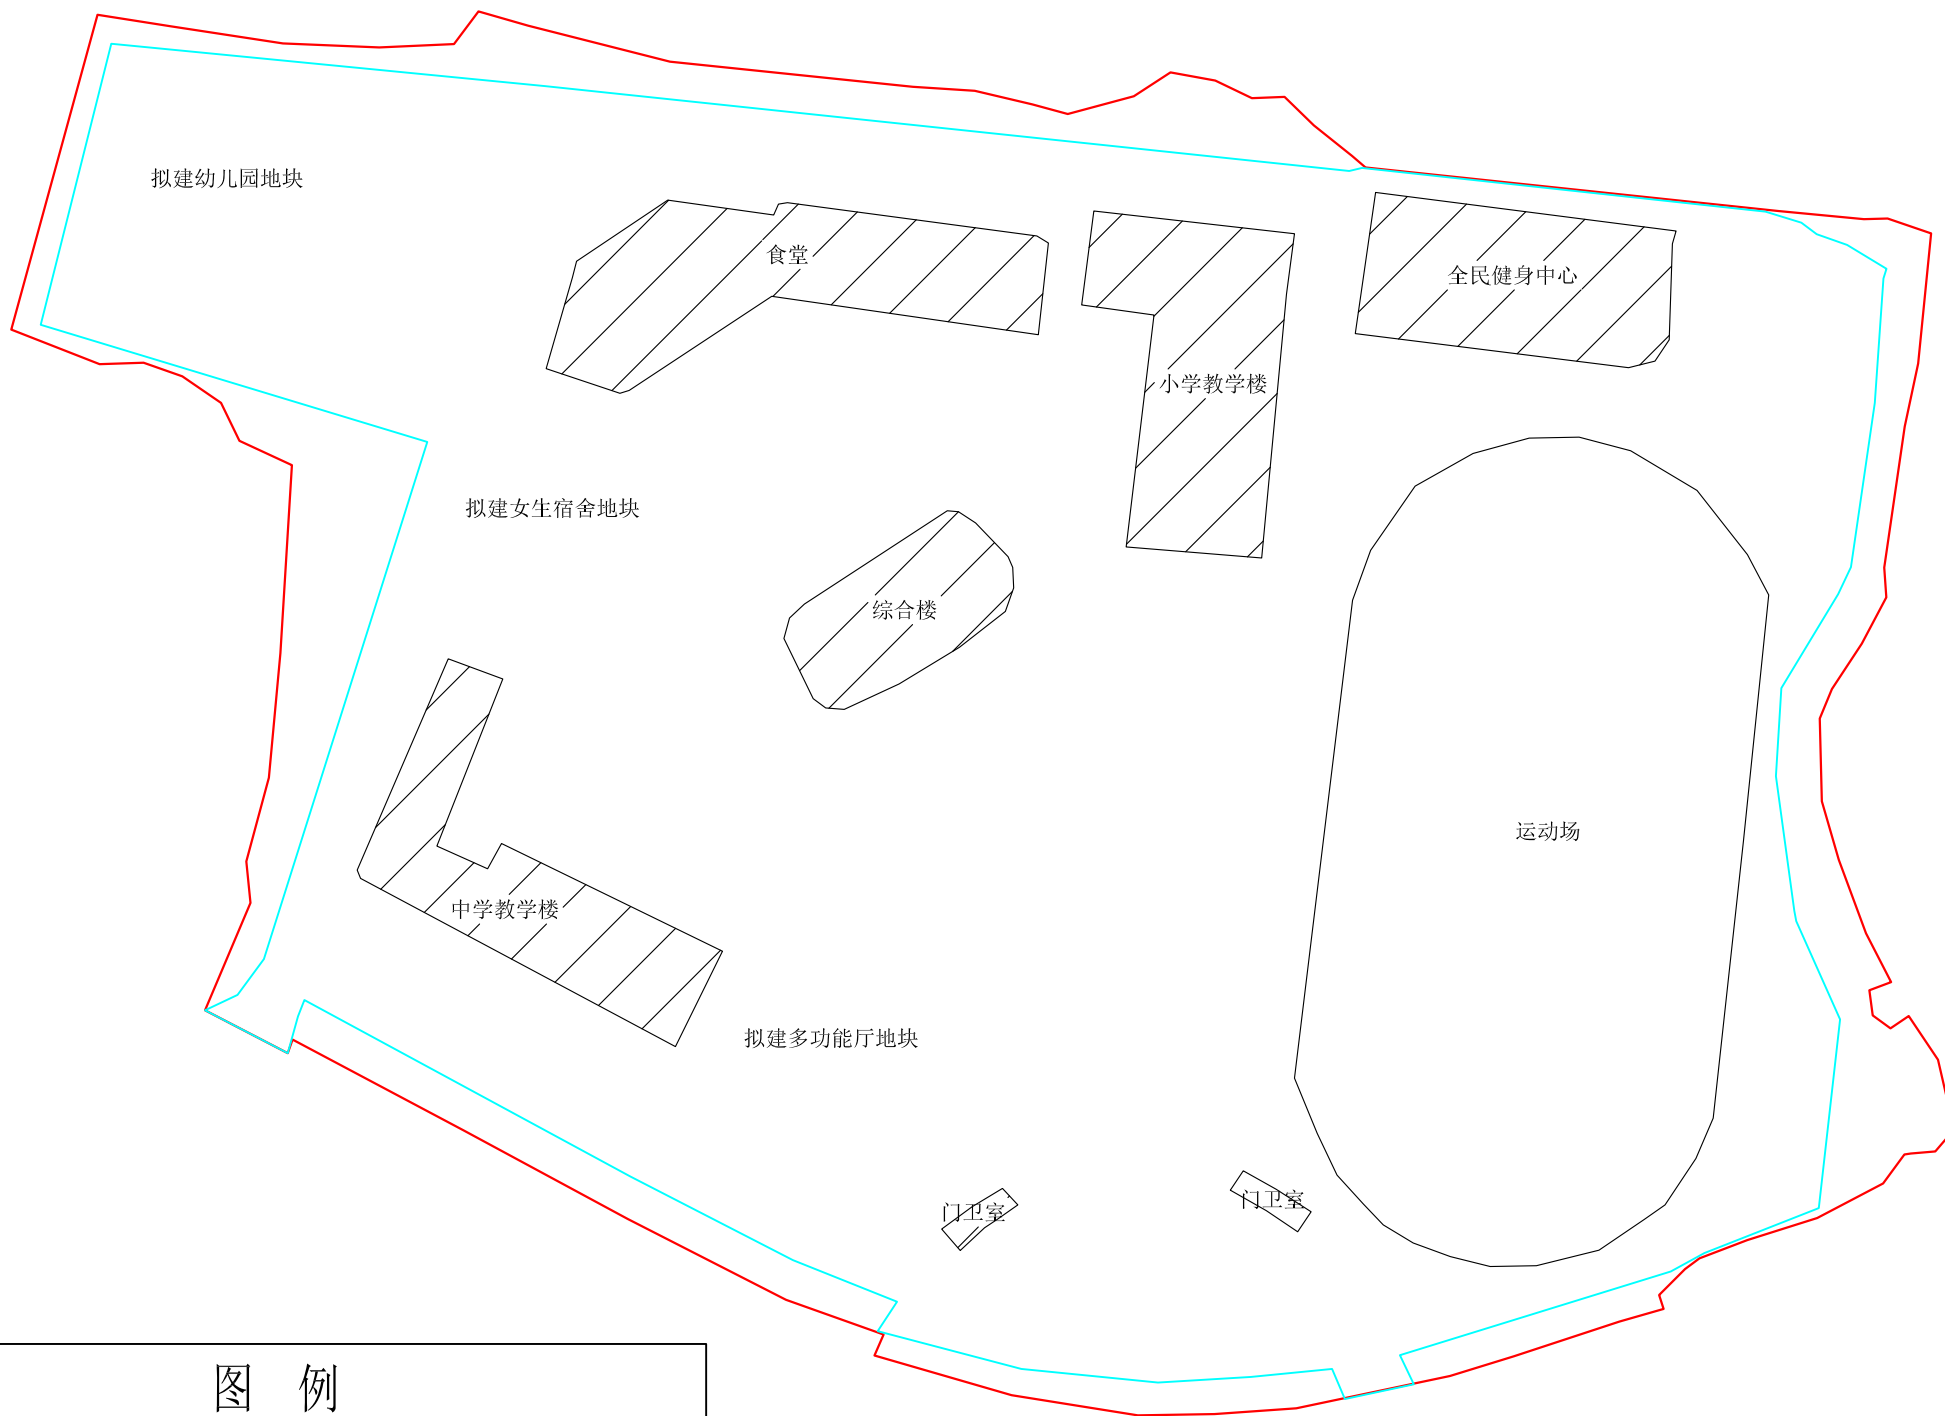 拟建幼儿园地块
食堂
全民健身中心
小学教学楼
拟建女生宿舍地块
综合楼
运动场
中学教学楼
拟建多功能厅地块
门卫室
门卫室
图 例